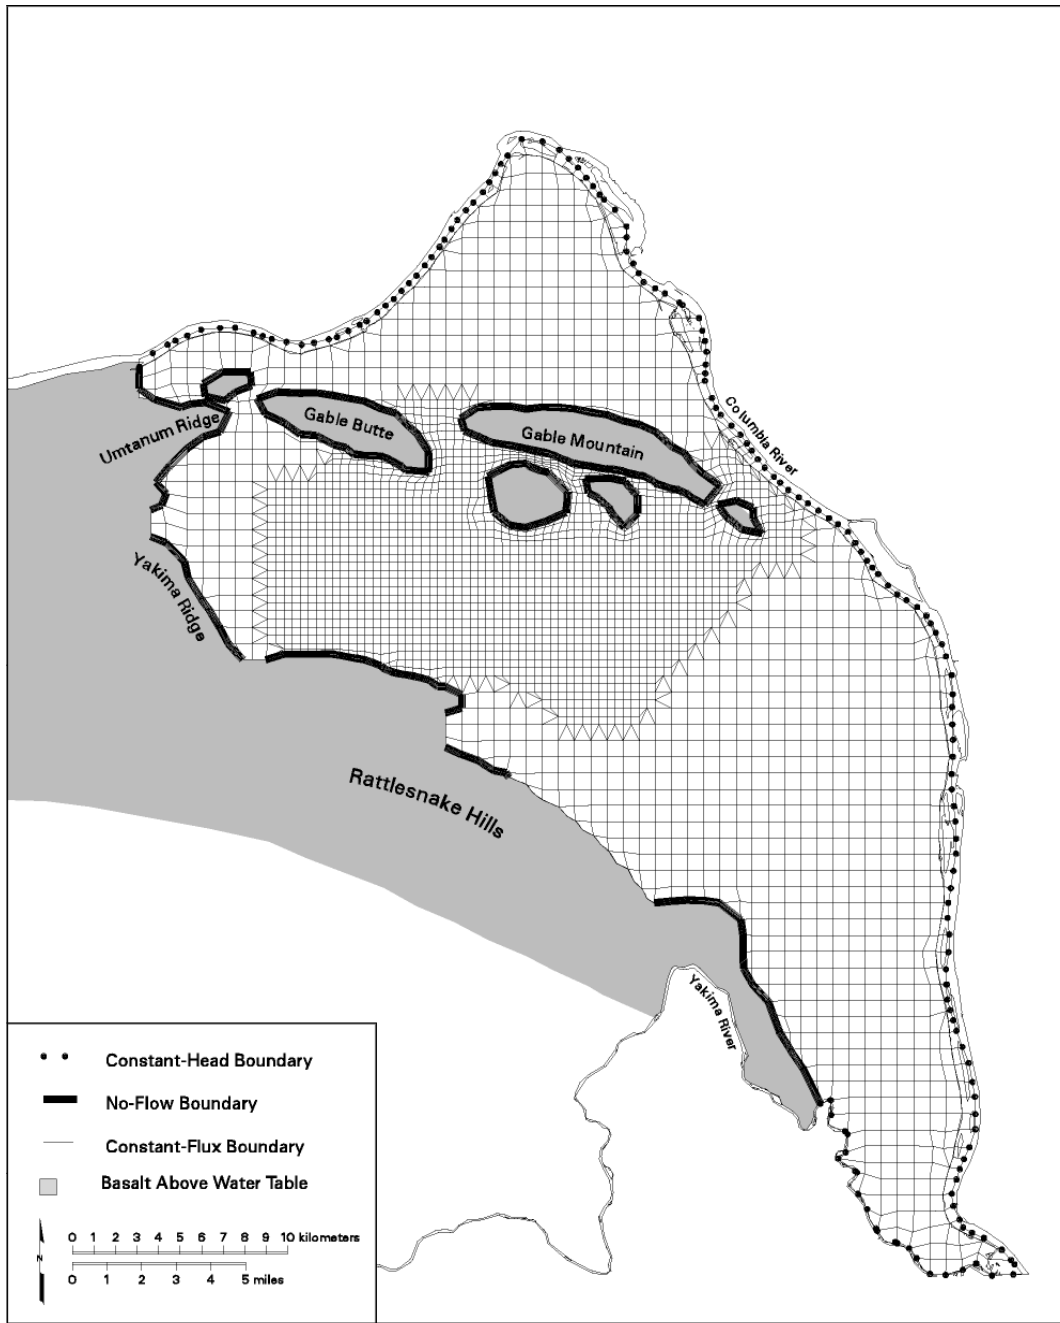 Columbia River
Umtanum Ridge
Gable Butte
Gable Mountain
Yakima Ridge
Rattlesnake Hills
Yakima River
Constant-Head Boundary
No-Flow Boundary
Constant-Flux Boundary
Basalt Above Water Table
N
0 1 2 3 4 5 6 7 8 9 10 kilometers
0 1 2 3 4 5 miles